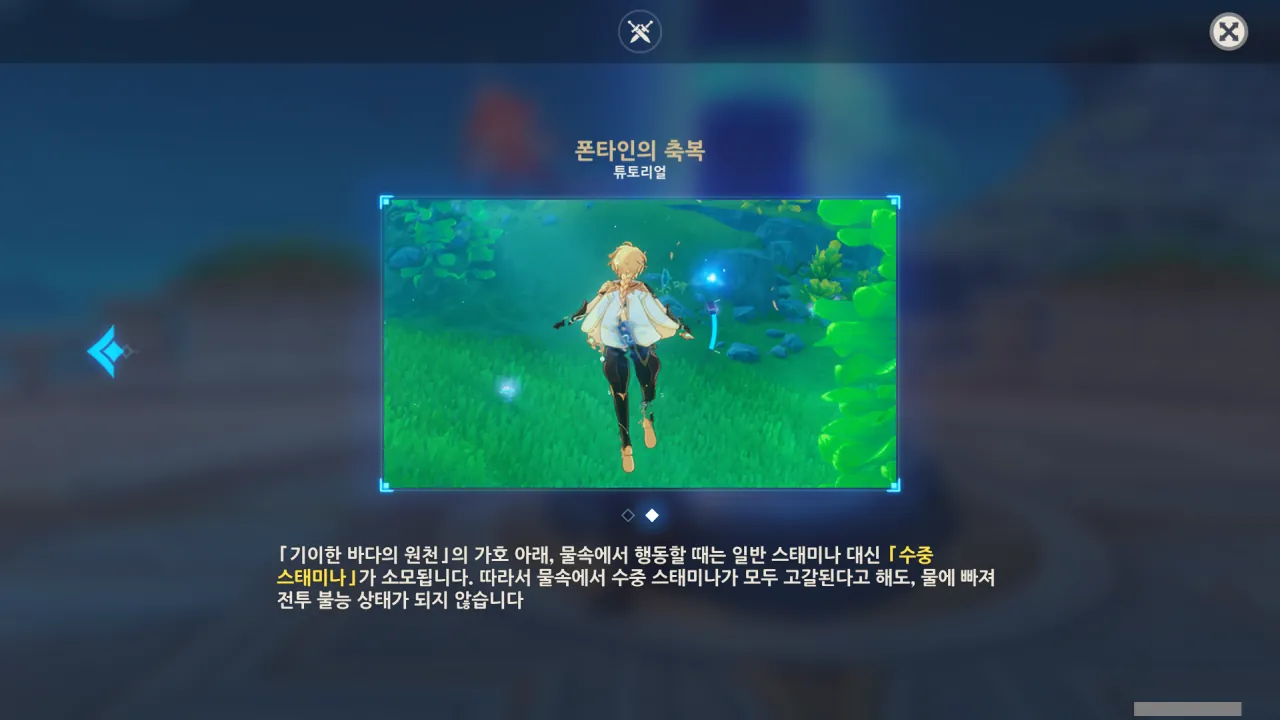 폰타인의 축복
튜토리얼
「기이한 바다의 원천」의 가호 아래, 물속에서 행동할 때는 일반 스태미나 대신 「수중
스태미나」가 소모됩니다. 따라서 물속에서 수중 스태미나가 모두 고갈된다고 해도, 물에 빠져
전투 불능 상태가 되지 않습니다